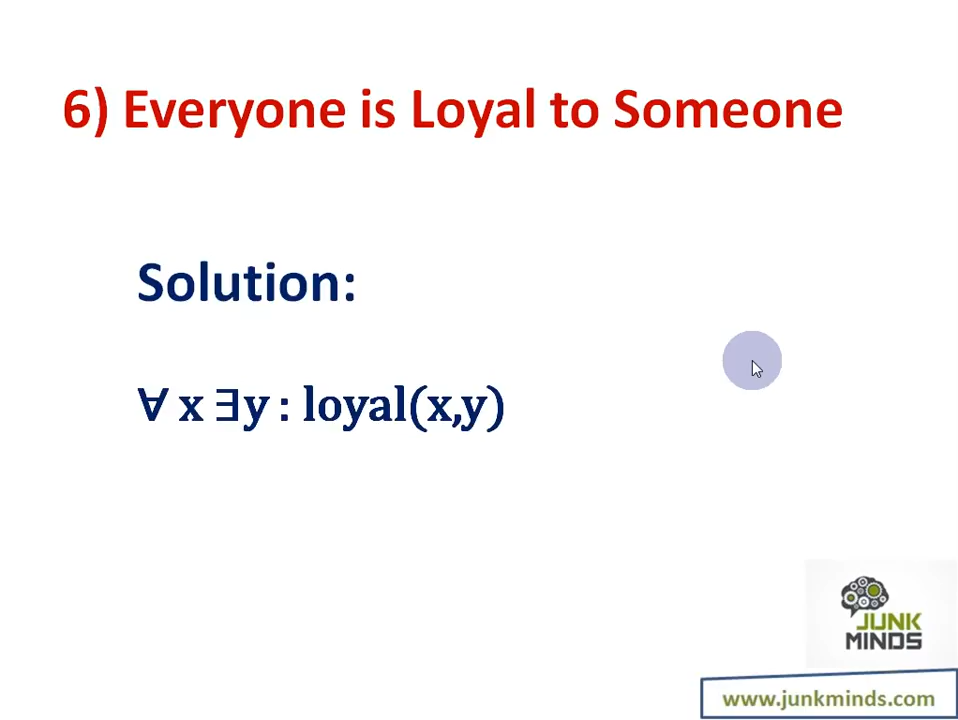 6) Everyone is Loyal to Someone
Solution:
∀ x ∃y : loyal(x,y)
JUNK
MINDS
www.junkminds.com